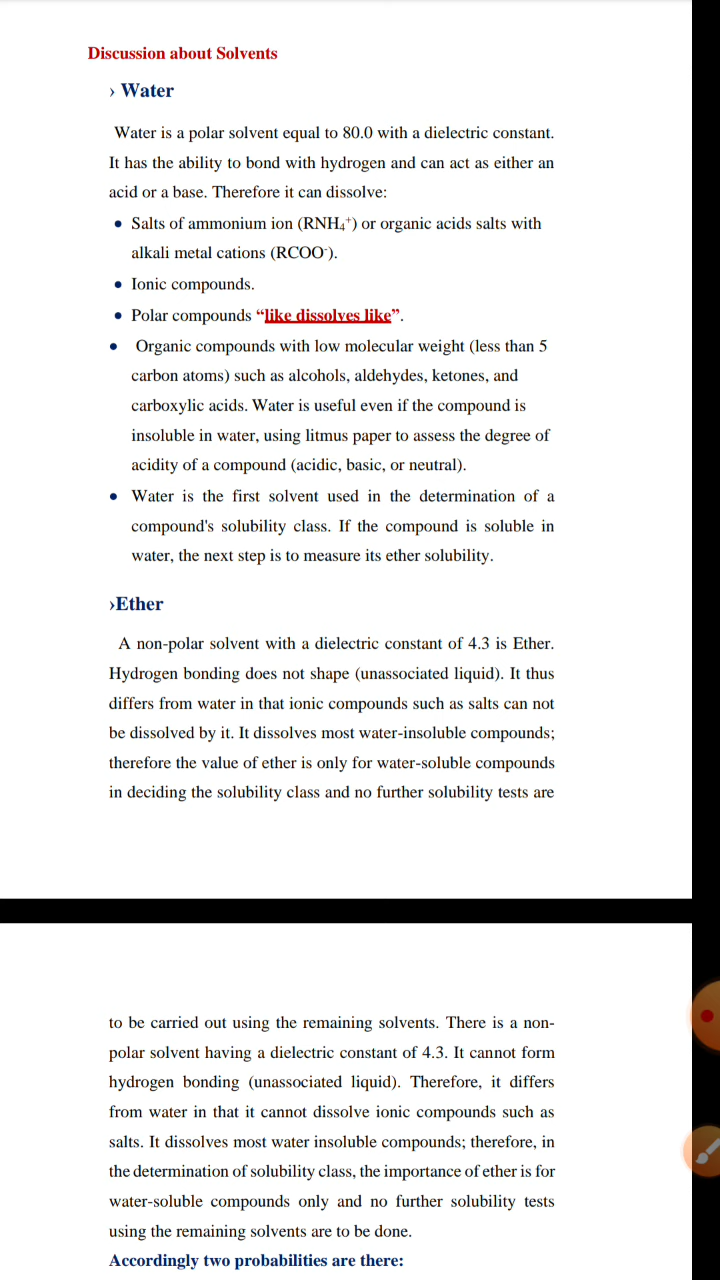 Discussion about Solvents
› Water
Water is a polar solvent equal to 80.0 with a dielectric constant.
It has the ability to bond with hydrogen and can act as either an
acid or a base. Therefore it can dissolve:
• Salts of ammonium ion (RNH₄⁺) or organic acids salts with
alkali metal cations (RCOO⁻).
• Ionic compounds.
• Polar compounds “like dissolves like”.
• Organic compounds with low molecular weight (less than 5
carbon atoms) such as alcohols, aldehydes, ketones, and
carboxylic acids. Water is useful even if the compound is
insoluble in water, using litmus paper to assess the degree of
acidity of a compound (acidic, basic, or neutral).
• Water is the first solvent used in the determination of a
compound's solubility class. If the compound is soluble in
water, the next step is to measure its ether solubility.
›Ether
A non-polar solvent with a dielectric constant of 4.3 is Ether.
Hydrogen bonding does not shape (unassociated liquid). It thus
differs from water in that ionic compounds such as salts can not
be dissolved by it. It dissolves most water-insoluble compounds;
therefore the value of ether is only for water-soluble compounds
in deciding the solubility class and no further solubility tests are
to be carried out using the remaining solvents. There is a non-
polar solvent having a dielectric constant of 4.3. It cannot form
hydrogen bonding (unassociated liquid). Therefore, it differs
from water in that it cannot dissolve ionic compounds such as
salts. It dissolves most water insoluble compounds; therefore, in
the determination of solubility class, the importance of ether is for
water-soluble compounds only and no further solubility tests
using the remaining solvents are to be done.
Accordingly two probabilities are there: